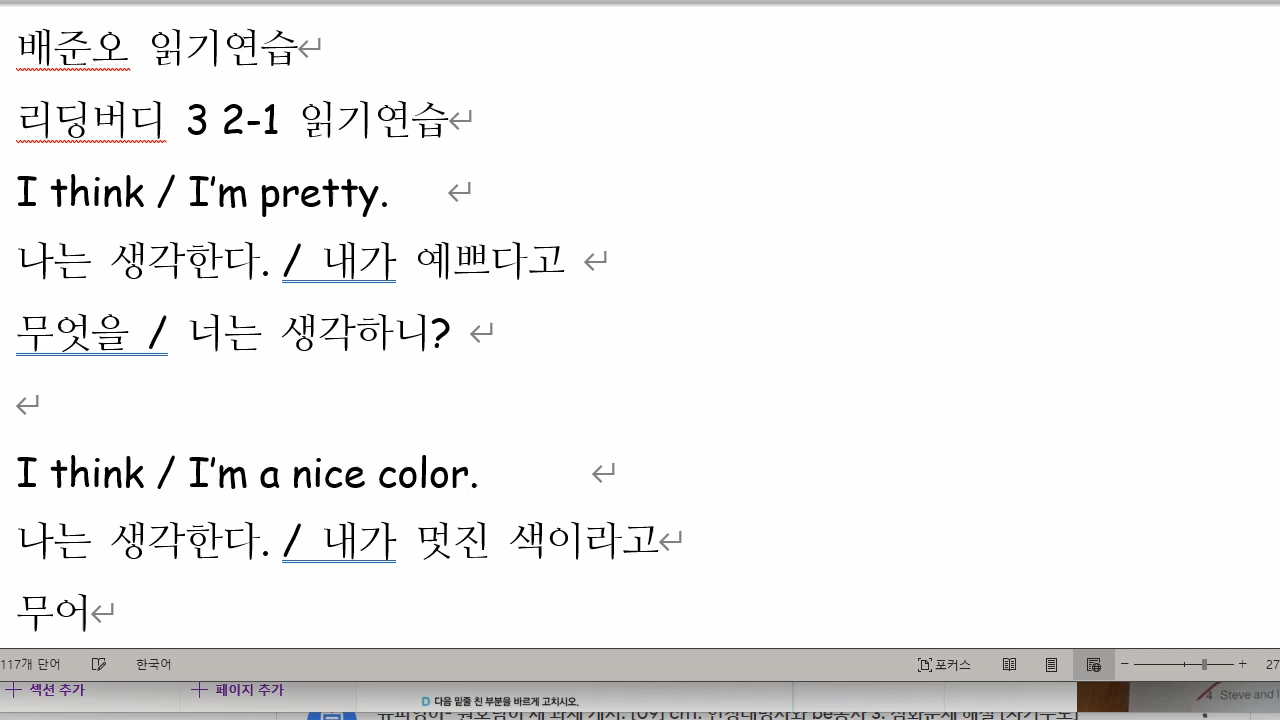 배준오 읽기연습
리딩버디 3 2-1 읽기연습
I think / I'm pretty.
나는 생각한다. / 내가 예쁘다고
무엇을 / 너는 생각하니?
I think / I'm a nice color.
나는 생각한다. / 내가 멋진 색이라고
무어
117개 단어 한국어 포커스 27
섹션 추가 페이지 추가
D 다음 밑줄 친 부분을 바르게 고치시오.
4 Steve and